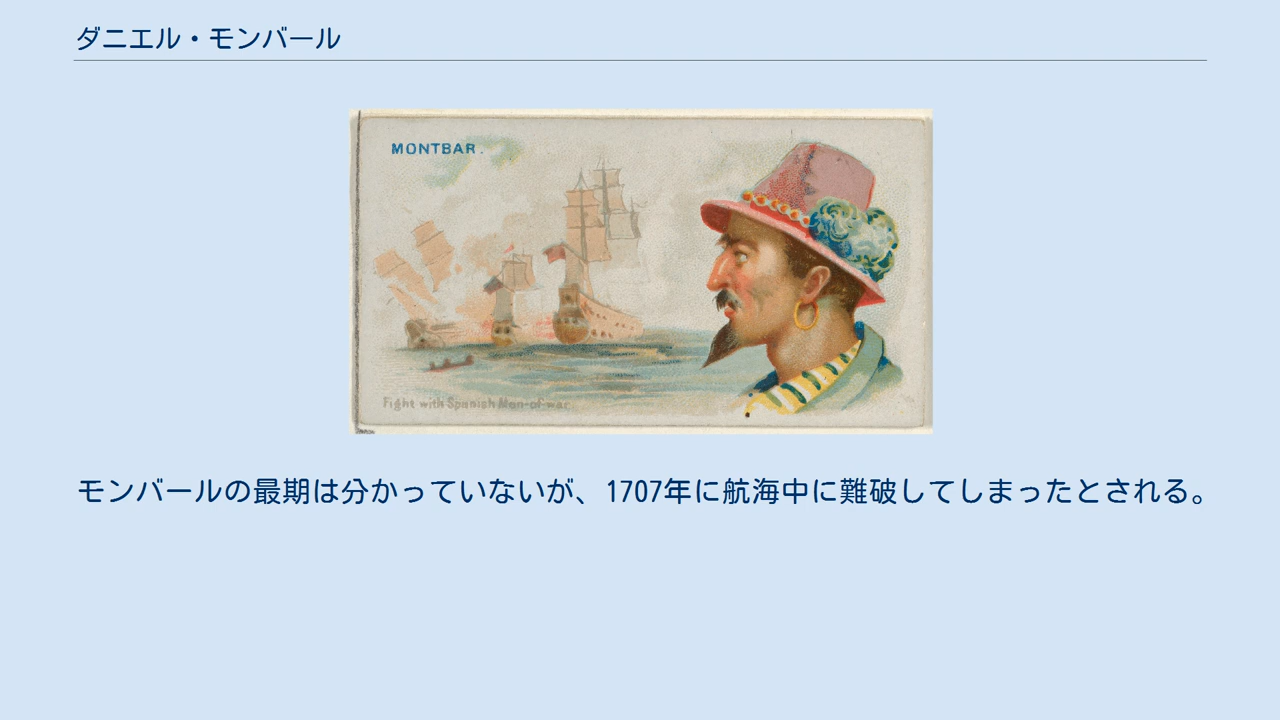 ダニエル・モンバール
MONTBAR.
Fight with Spanish Man-of-war
モンバールの最期は分かっていないが、1707年に航海中に難破してしまったとされる。